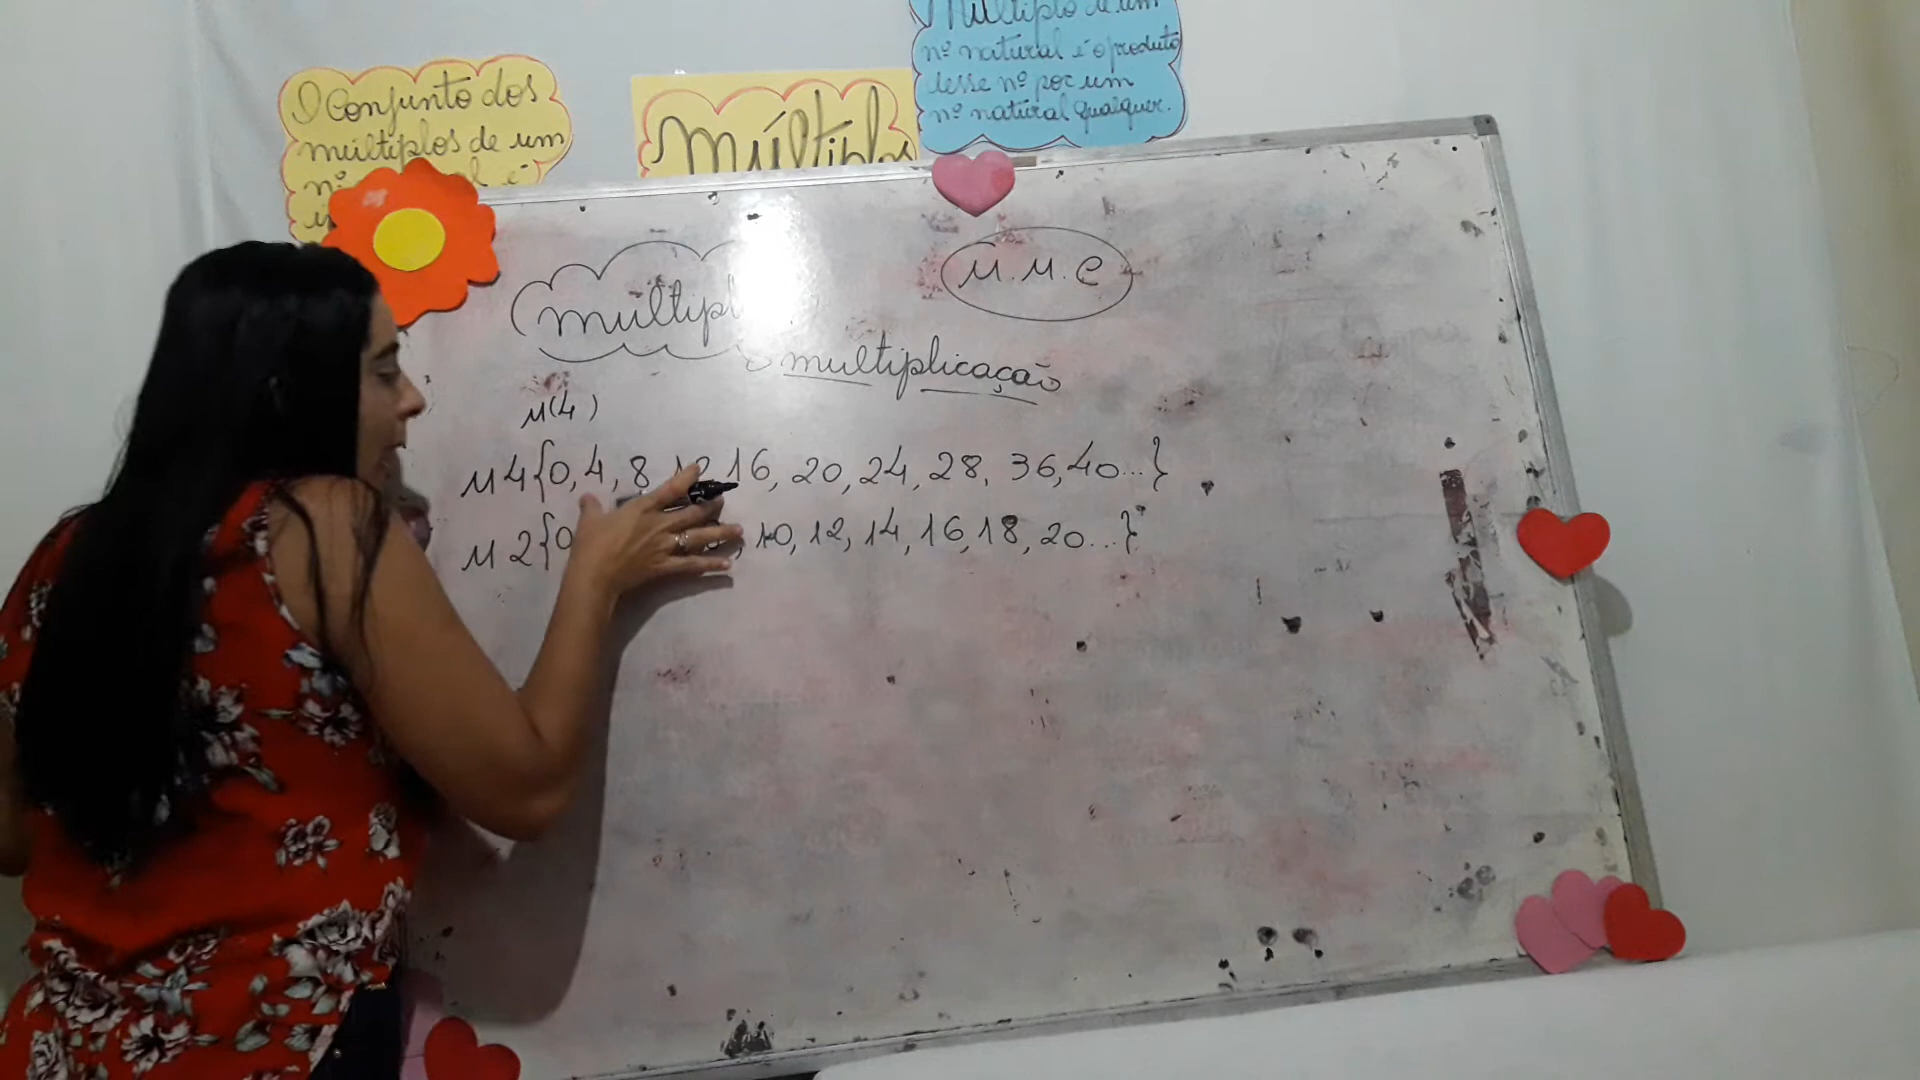 O conjunto dos
múltiplos de um
nº é
Múltiplos
Múltiplo de um
nº natural é o produto
desse nº por um
nº natural qualquer.
M.M.C
multiplicação
M(4)
M4{0,4,8,12,16,20,24,28,36,40...}
M2{0, 10,12,14,16,18,20...}